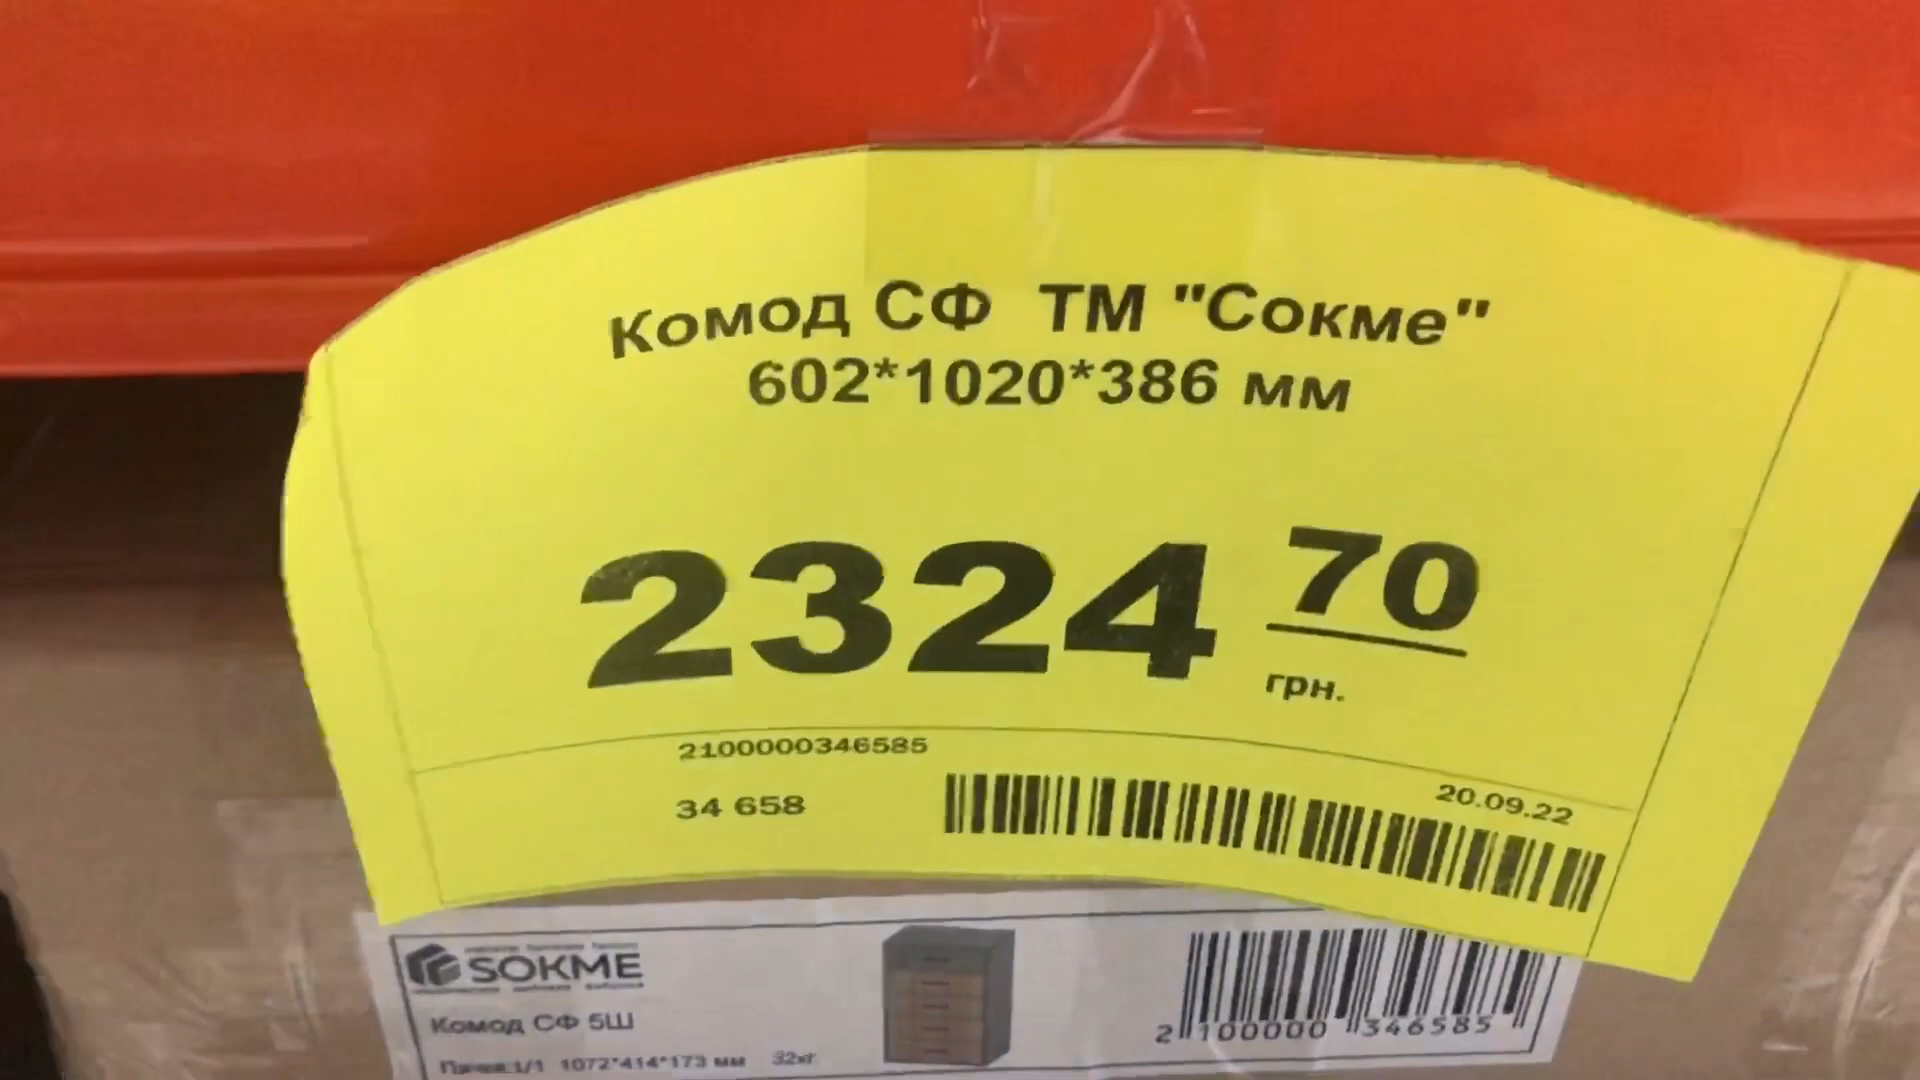 Комод СФ ТМ "Сокме"
602*1020*386 мм
2324 70
грн.
2100000346585
34 658
20.09.22
SOKME
Комод СФ 5Ш
1/1 1072*414*173 мм 32кг
2 100000 346585